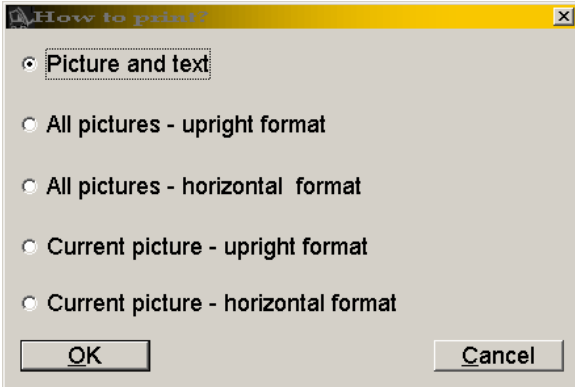 How to print?
Picture and text
All pictures - upright format
All pictures - horizontal  format
Current picture - upright format
Current picture - horizontal format
OK
Cancel